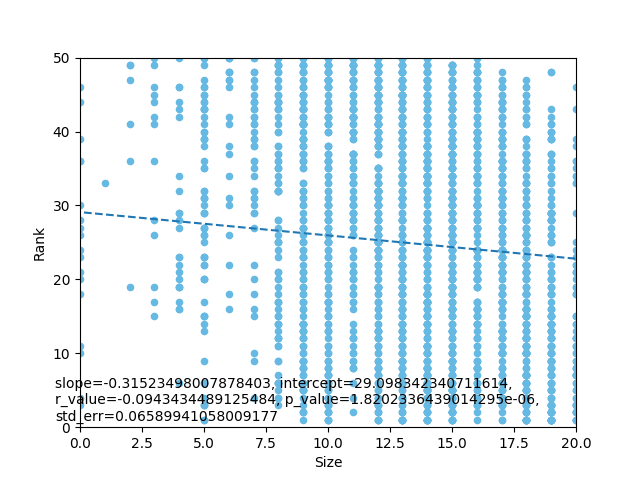 50
40
30
20
10
0
Rank
slope=-0.31523498007878403, intercept=29.098342340711614,
r_value=-0.0943434489125484, p_value=1.8202336439014295e-06,
std_err=0.06589941058009177
0.0 2.5 5.0 7.5 10.0 12.5 15.0 17.5 20.0
Size